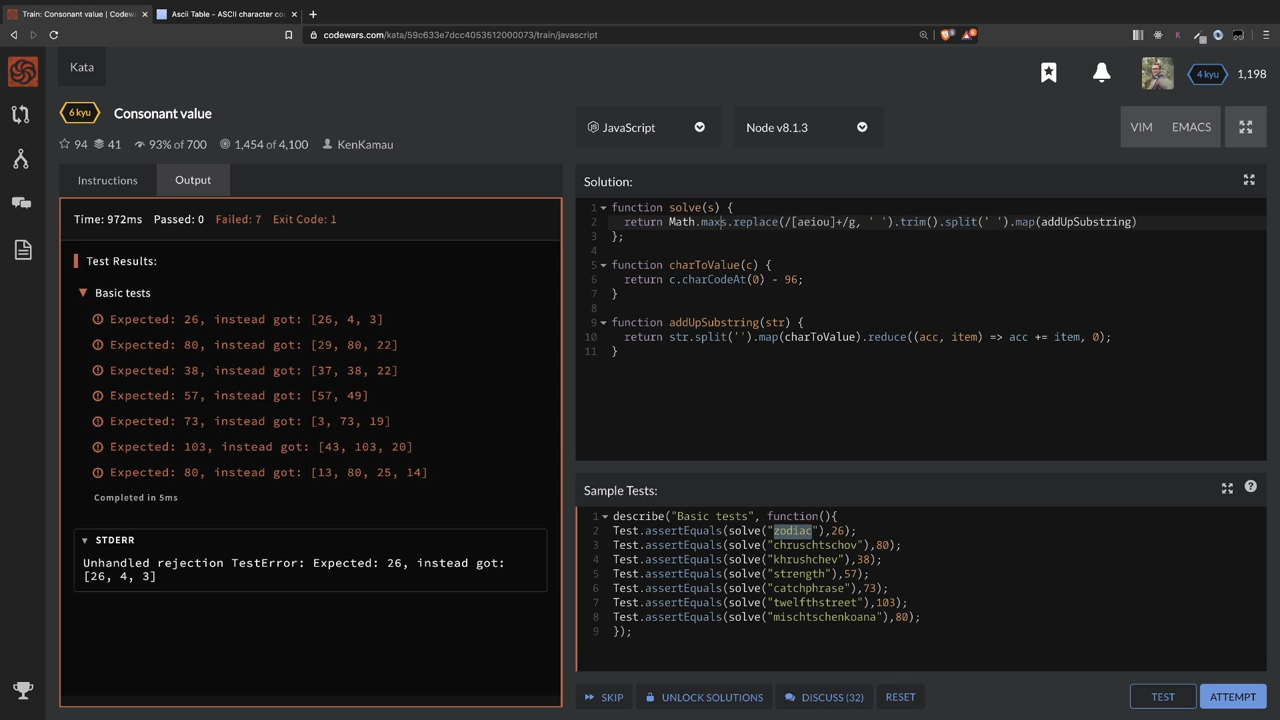 Train: Consonant value | Codew
Ascii Table - ASCII character co
codewars.com/kata/59c633e7dcc4053512000073/train/javascript
Kata
4 kyu
1,198
6 kyu
Consonant value
94
41
93% of 700
1,454 of 4,100
KenKamau
JavaScript
Node v8.1.3
VIM
EMACS
Instructions
Output
Time: 972ms Passed: 0 Failed: 7 Exit Code: 1
Test Results:
Basic tests
Expected: 26, instead got: [26, 4, 3]
Expected: 80, instead got: [29, 80, 22]
Expected: 38, instead got: [37, 38, 22]
Expected: 57, instead got: [57, 49]
Expected: 73, instead got: [3, 73, 19]
Expected: 103, instead got: [43, 103, 20]
Expected: 80, instead got: [13, 80, 25, 14]
Completed in 5ms
STDERR
Unhandled rejection TestError: Expected: 26, instead got:
[26, 4, 3]
Solution:
1 function solve(s) {
2 return Math.maxs.replace(/[aeiou]+/g, ' ').trim().split(' ').map(addUpSubstring)
3 };
4
5 function charToValue(c) {
6 return c.charCodeAt(0) - 96;
7 }
8
9 function addUpSubstring(str) {
10 return str.split('').map(charToValue).reduce((acc, item) => acc += item, 0);
11 }
Sample Tests:
1 describe("Basic tests", function(){
2 Test.assertEquals(solve("zodiac"),26);
3 Test.assertEquals(solve("chruschtschov"),80);
4 Test.assertEquals(solve("khrushchev"),38);
5 Test.assertEquals(solve("strength"),57);
6 Test.assertEquals(solve("catchphrase"),73);
7 Test.assertEquals(solve("twelfthstreet"),103);
8 Test.assertEquals(solve("mischtschenkoana"),80);
9 });
SKIP
UNLOCK SOLUTIONS
DISCUSS (32)
RESET
TEST
ATTEMPT